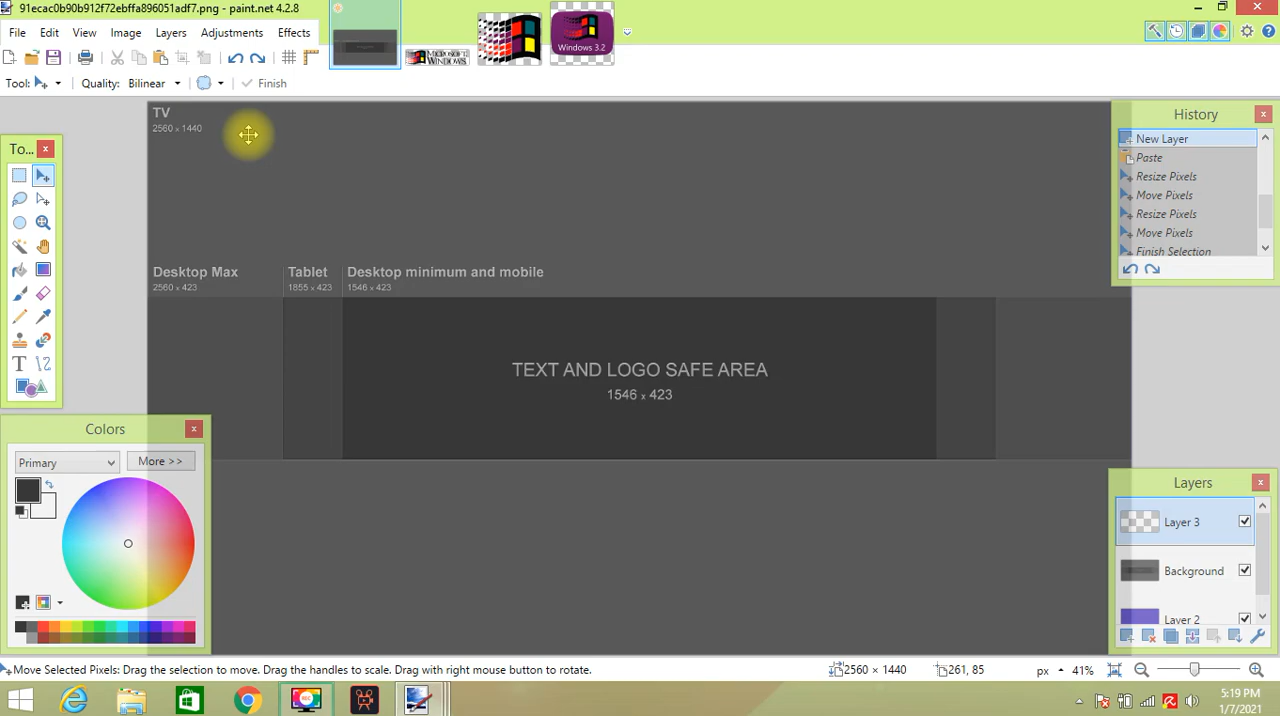 91ecac0b90b912f72ebffa896051adf7.png - paint.net 4.2.8
File Edit View Image Layers Adjustments Effects
MICROSOFT
WINDOWS
Windows 3.2
Tool: Quality: Bilinear Finish
TV
2560 x 1440
To...
History
New Layer
Paste
Resize Pixels
Move Pixels
Resize Pixels
Move Pixels
Finish Selection
Desktop Max
2560 x 423
Tablet
1855 x 423
Desktop minimum and mobile
1546 x 423
TEXT AND LOGO SAFE AREA
1546 x 423
Colors
Primary
More >>
Layers
Layer 3
Background
Layer 2
Move Selected Pixels: Drag the selection to move. Drag the handles to scale. Drag with right mouse button to rotate.
2560 × 1440
261, 85
px
41%
REC
5:19 PM
1/7/2021